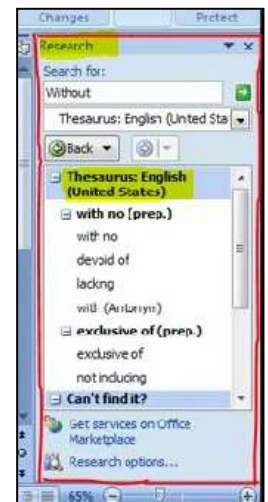 Changes
Protect
Research
Search for:
Without
Thesaurus: English (United Sta
Back
Thesaurus: English
(United States)
with no (prep.)
with no
devoid of
lacking
with (Antonym)
exclusive of (prep.)
exclusive of
not including
Can't find it?
Get services on Office
Marketplace
Research options...
65%